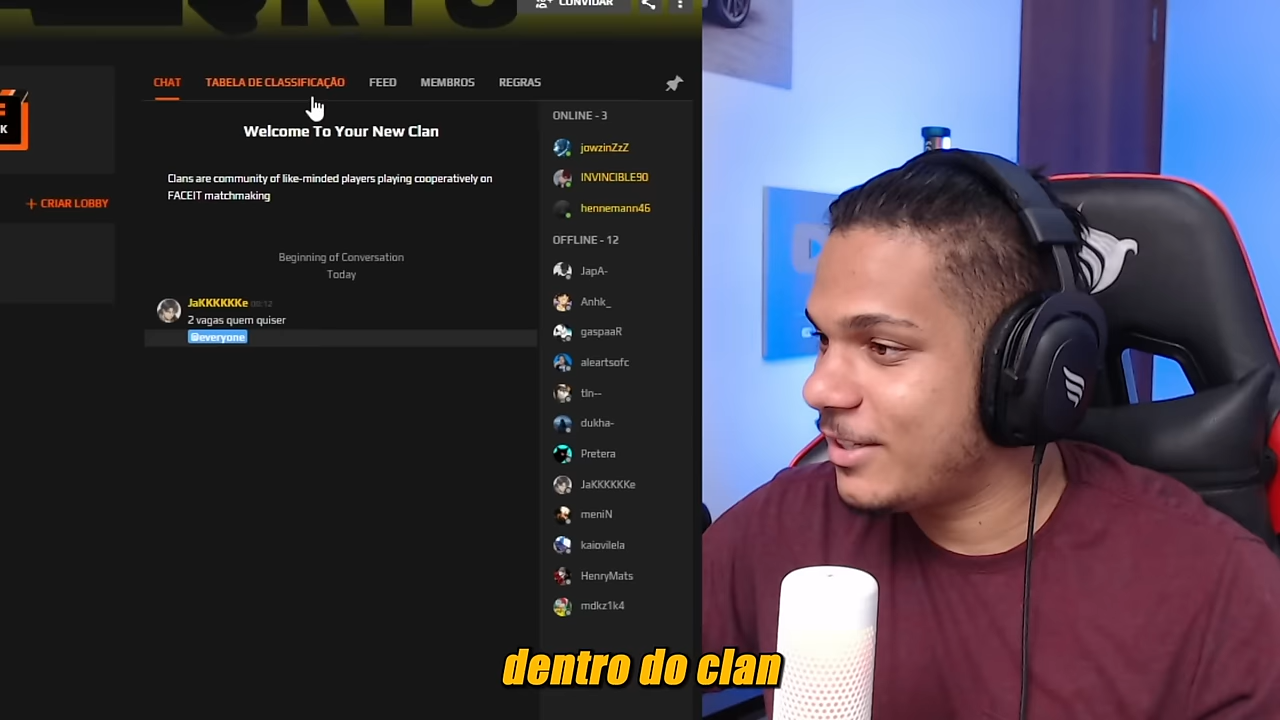 CONVIDAR
CHAT TABELA DE CLASSIFICAÇÃO FEED MEMBROS REGRAS
K
+ CRIAR LOBBY
Welcome To Your New Clan
Clans are community of like-minded players playing cooperatively on
FACEIT matchmaking
Beginning of Conversation
Today
JaKKKKKKe 00:12
2 vagas quem quiser
@everyone
ONLINE - 3
jowzinZzZ
INVINCIBLE90
hennemann46
OFFLINE - 12
JapA-
Anhk_
gaspaaR
aleartsofc
tln--
dukha-
Pretera
JaKKKKKKe
meniN
kaiovilela
HenryMats
mdkz1k4
dentro do clan